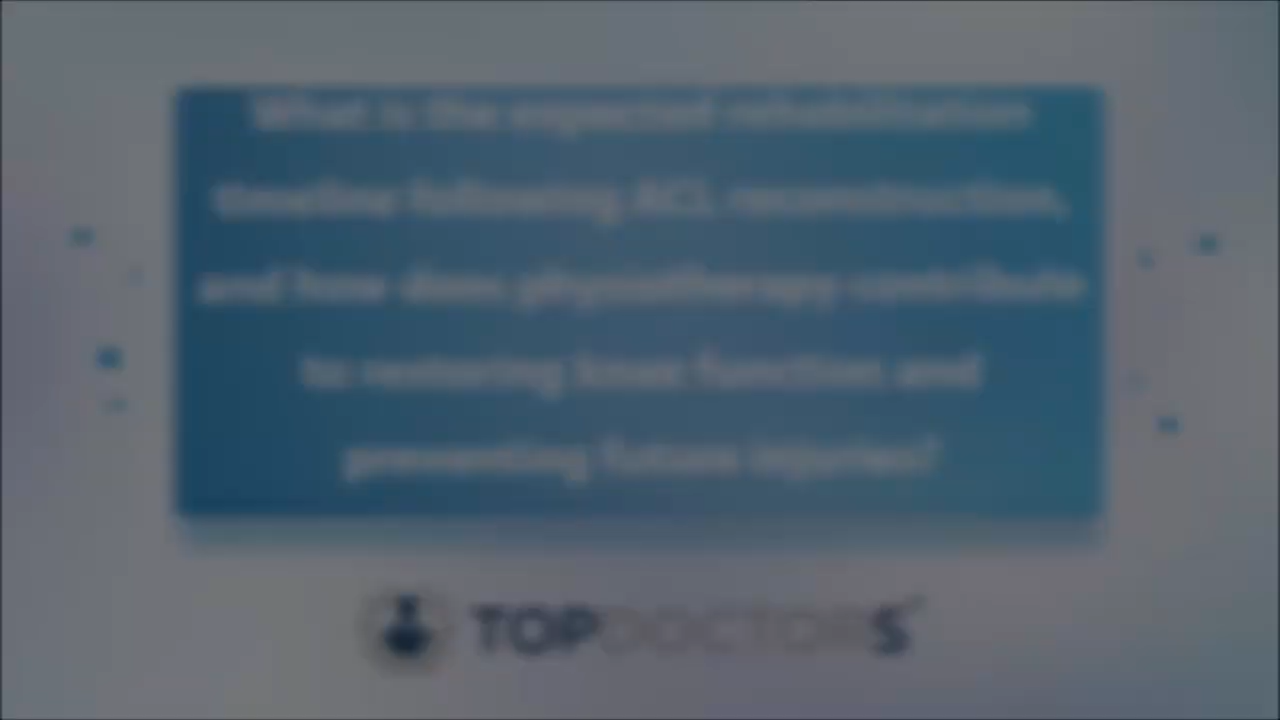 What is the expected rehabilitation
timeline following ACL reconstruction,
and how does physiotherapy contribute
to restoring knee function and
preventing future injuries?
TOPDOCTORS